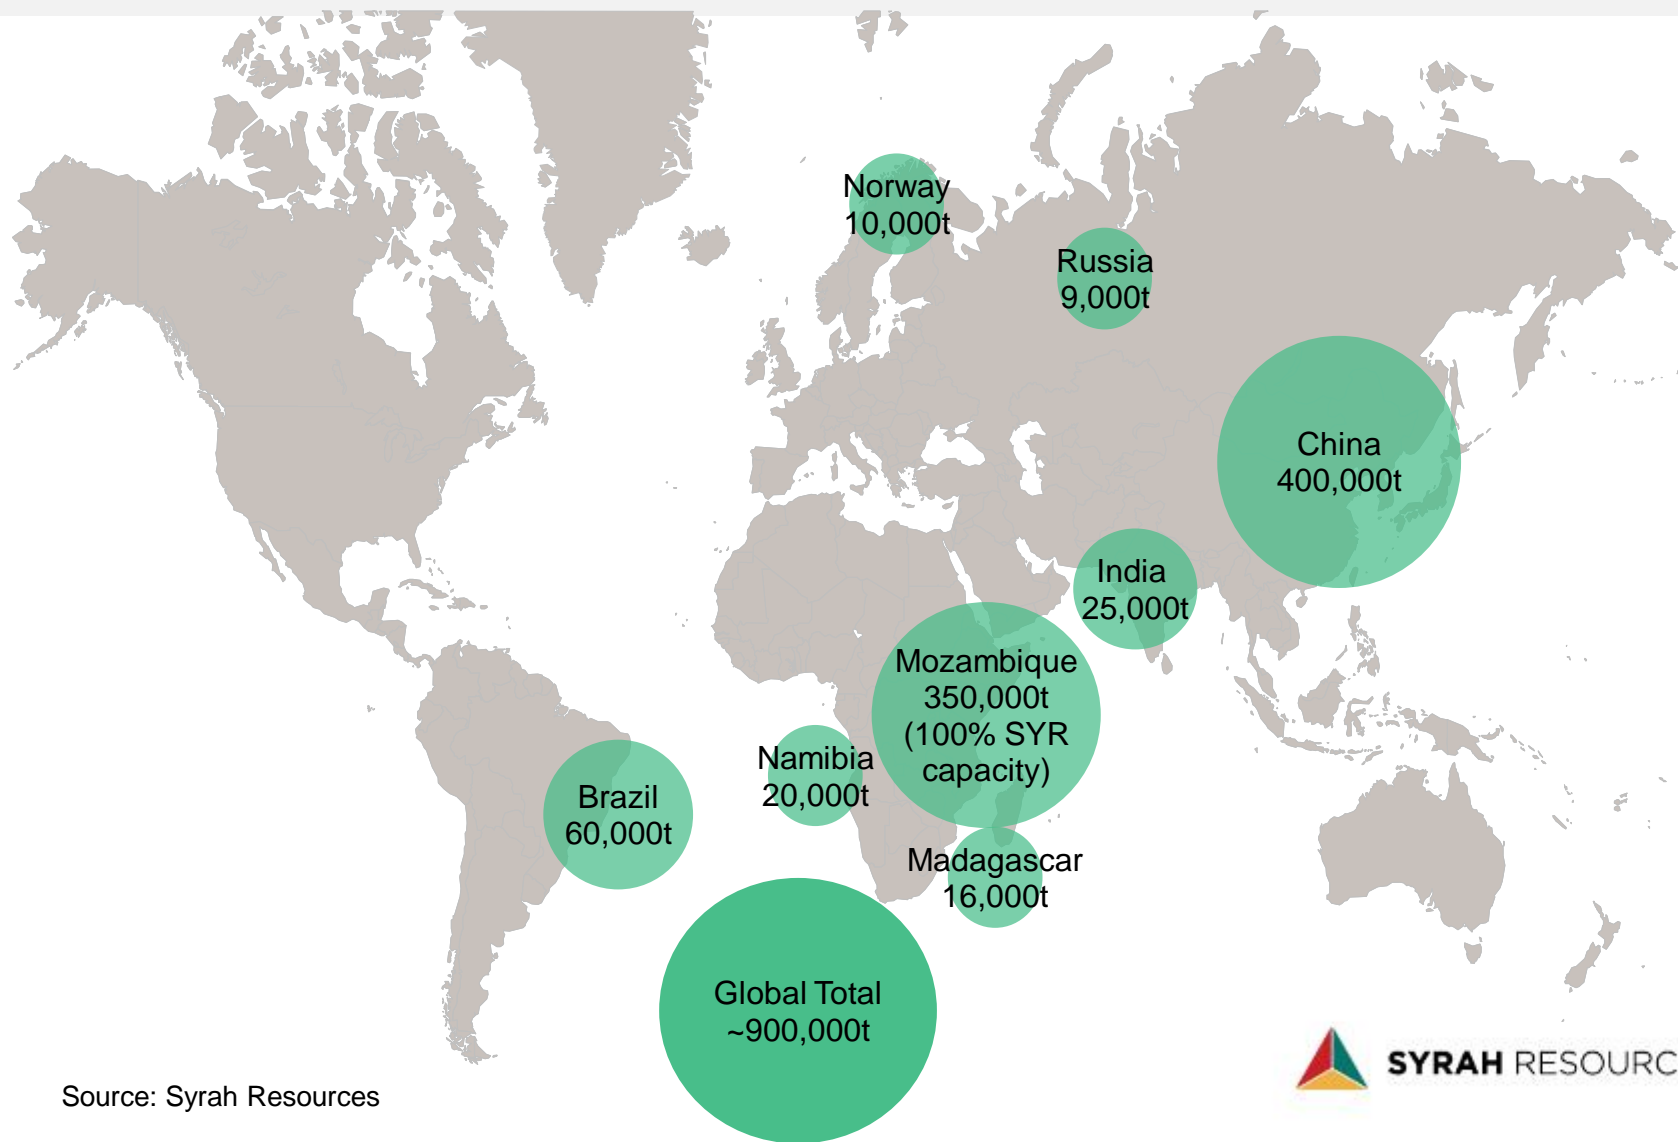 Norway
10,000t
Russia
9,000t
China
400,000t
India
25,000t
Mozambique
350,000t
(100% SYR
capacity)
Namibia
20,000t
Brazil
60,000t
Madagascar
16,000t
Global Total
~900,000t
SYRAH RESOURC
Source: Syrah Resources